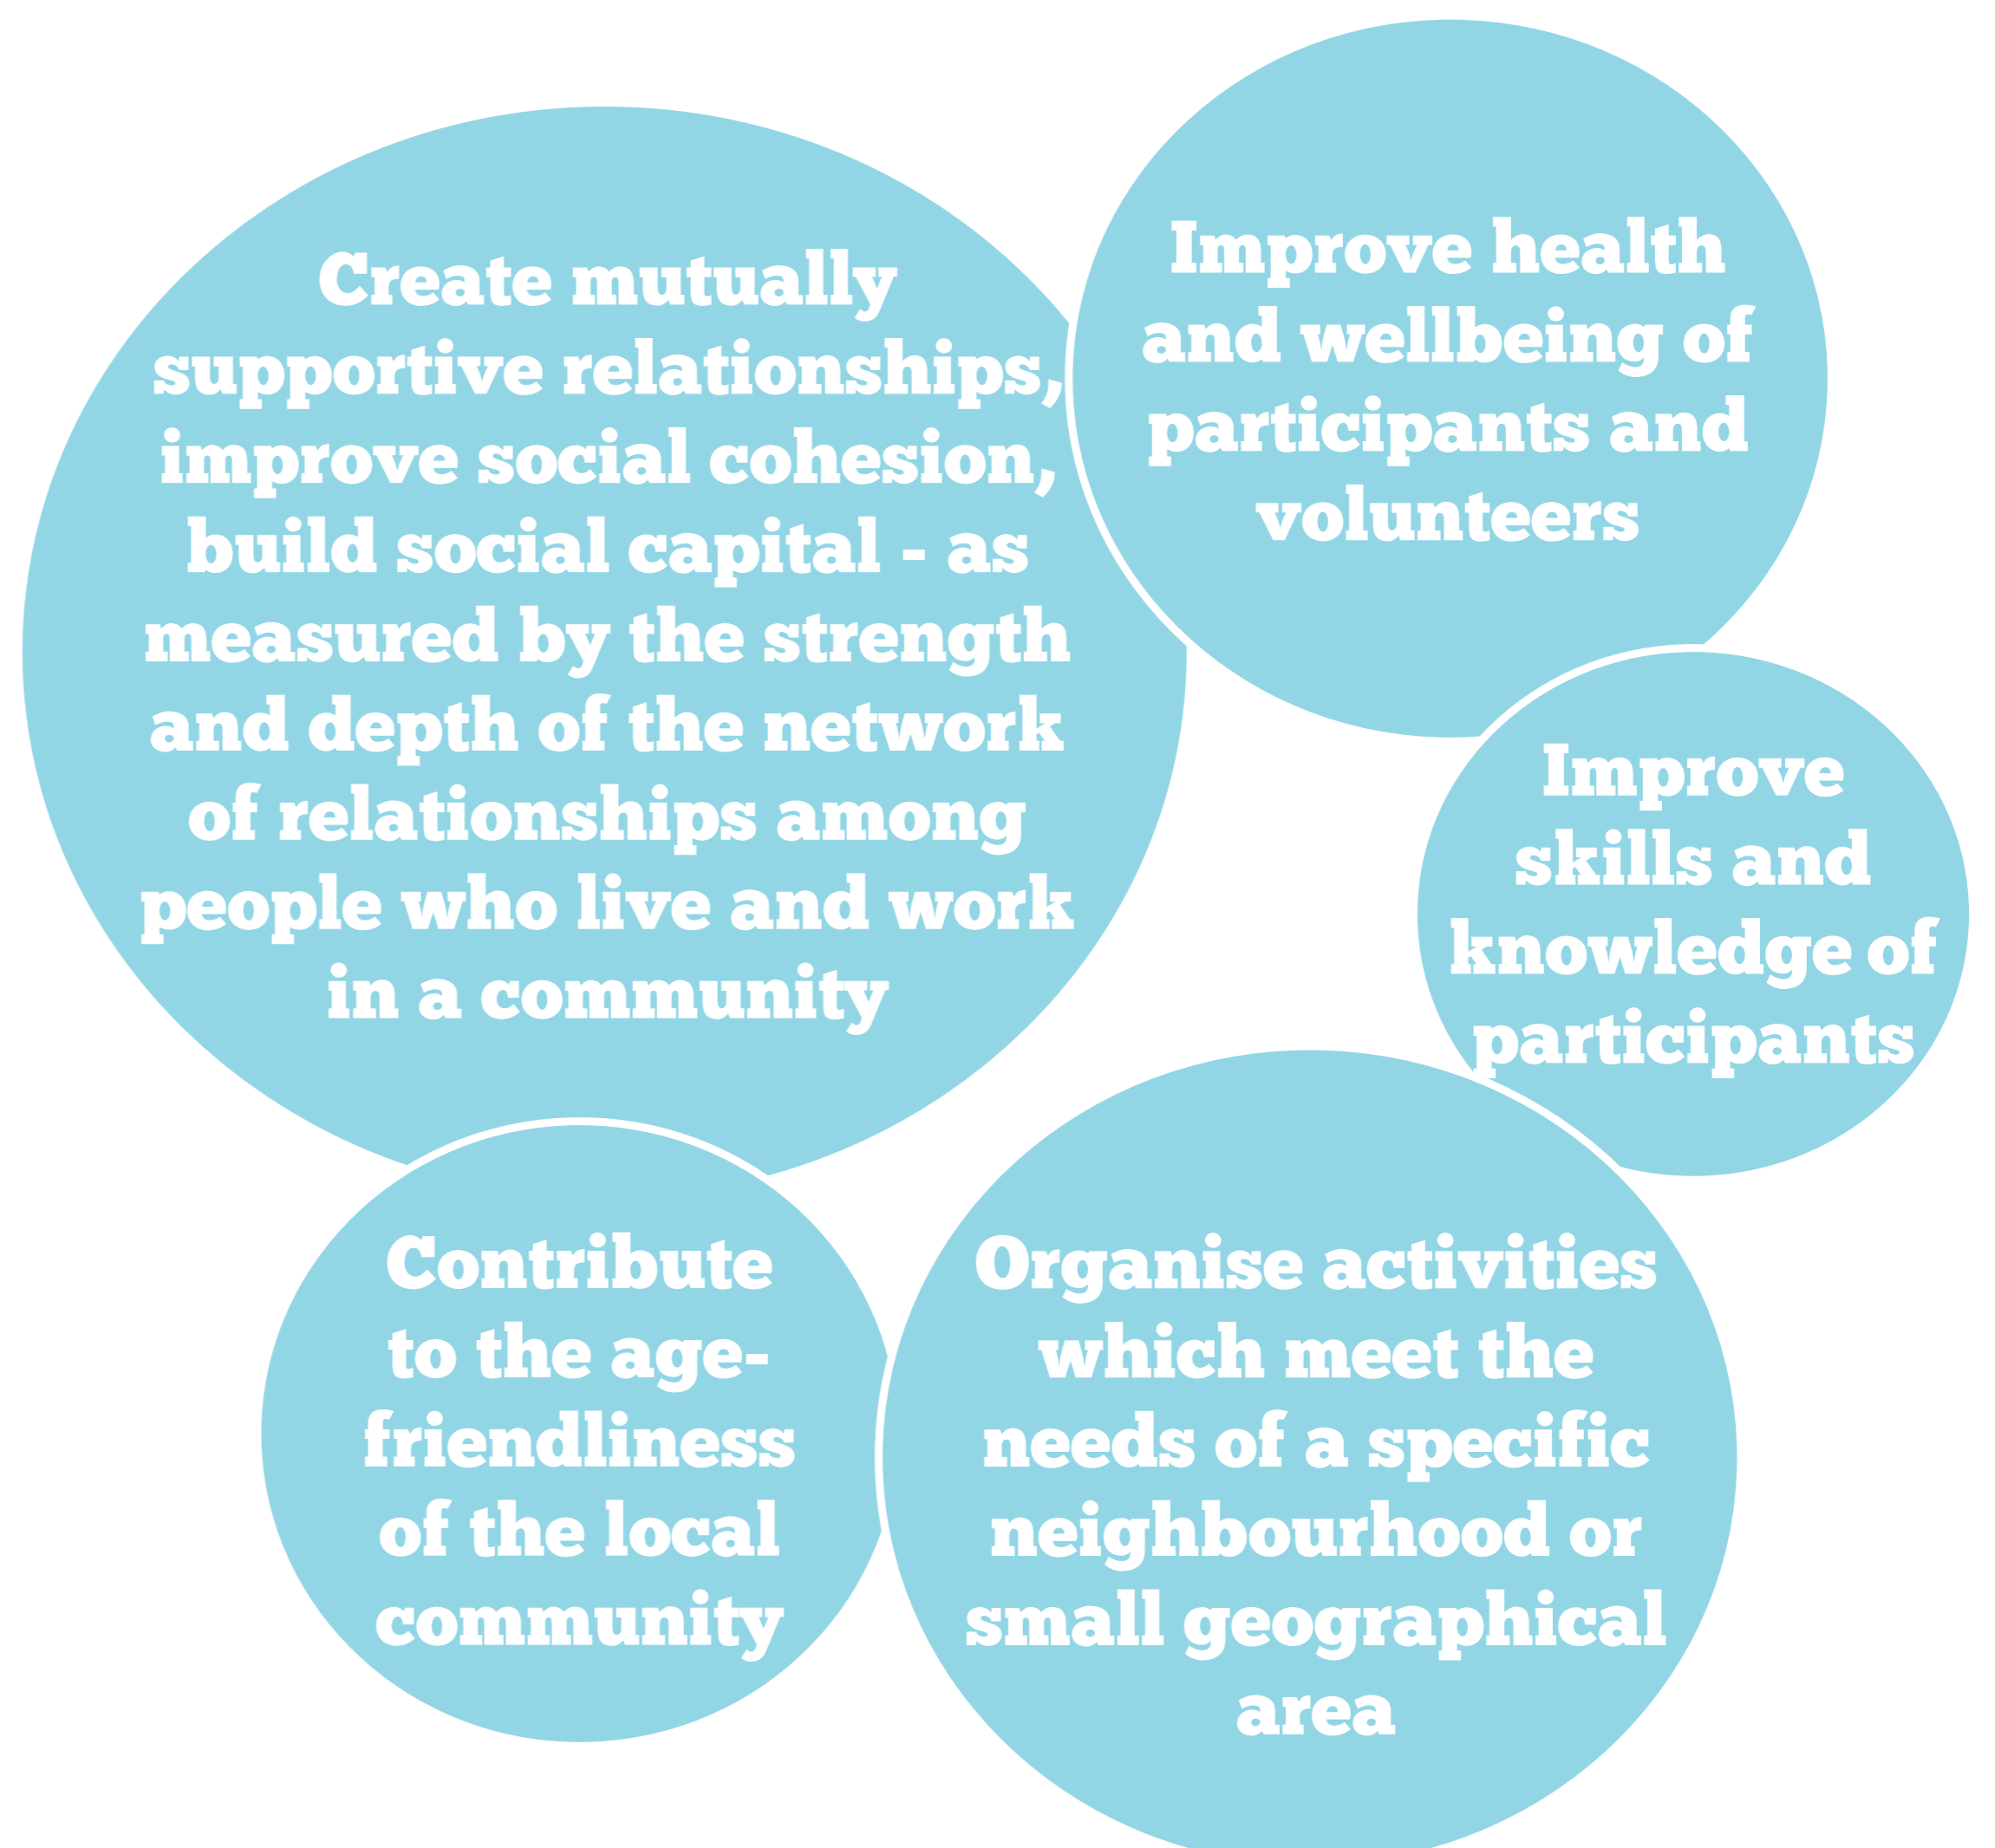 Create mutually
supportive relationships,
improve social cohesion,
build social capital - as
measured by the strength
and depth of the network
of relationships among
people who live and work
in a community
Improve health
and wellbeing of
participants and
volunteers
Improve
skills and
knowledge of
participants
Contribute
to the age-
friendliness
of the local
community
Organise activities
which meet the
needs of a specific
neighbourhood or
small geographical
area